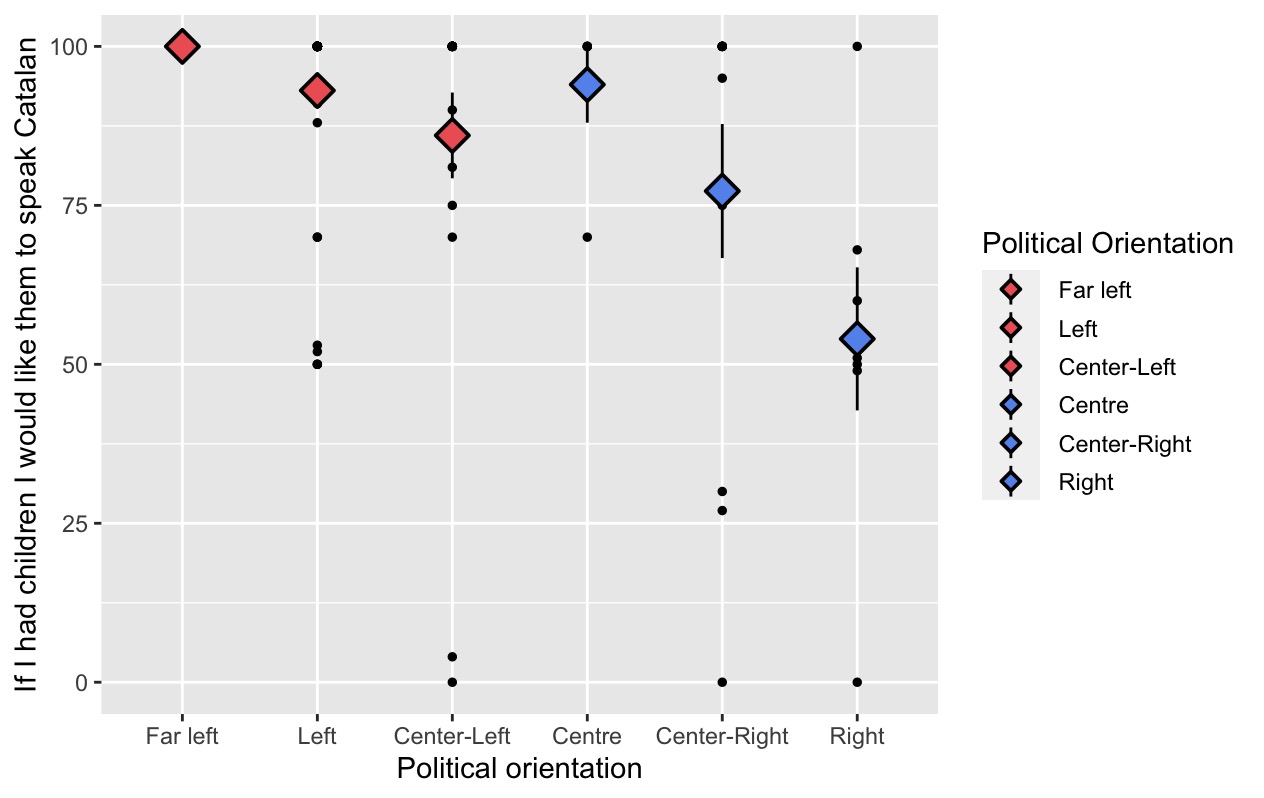 If I had children I would like them to speak Catalan
100
75
50
25
0
Far left
Left
Center-Left
Centre
Center-Right
Right
Political orientation
Political Orientation
Far left
Left
Center-Left
Centre
Center-Right
Right